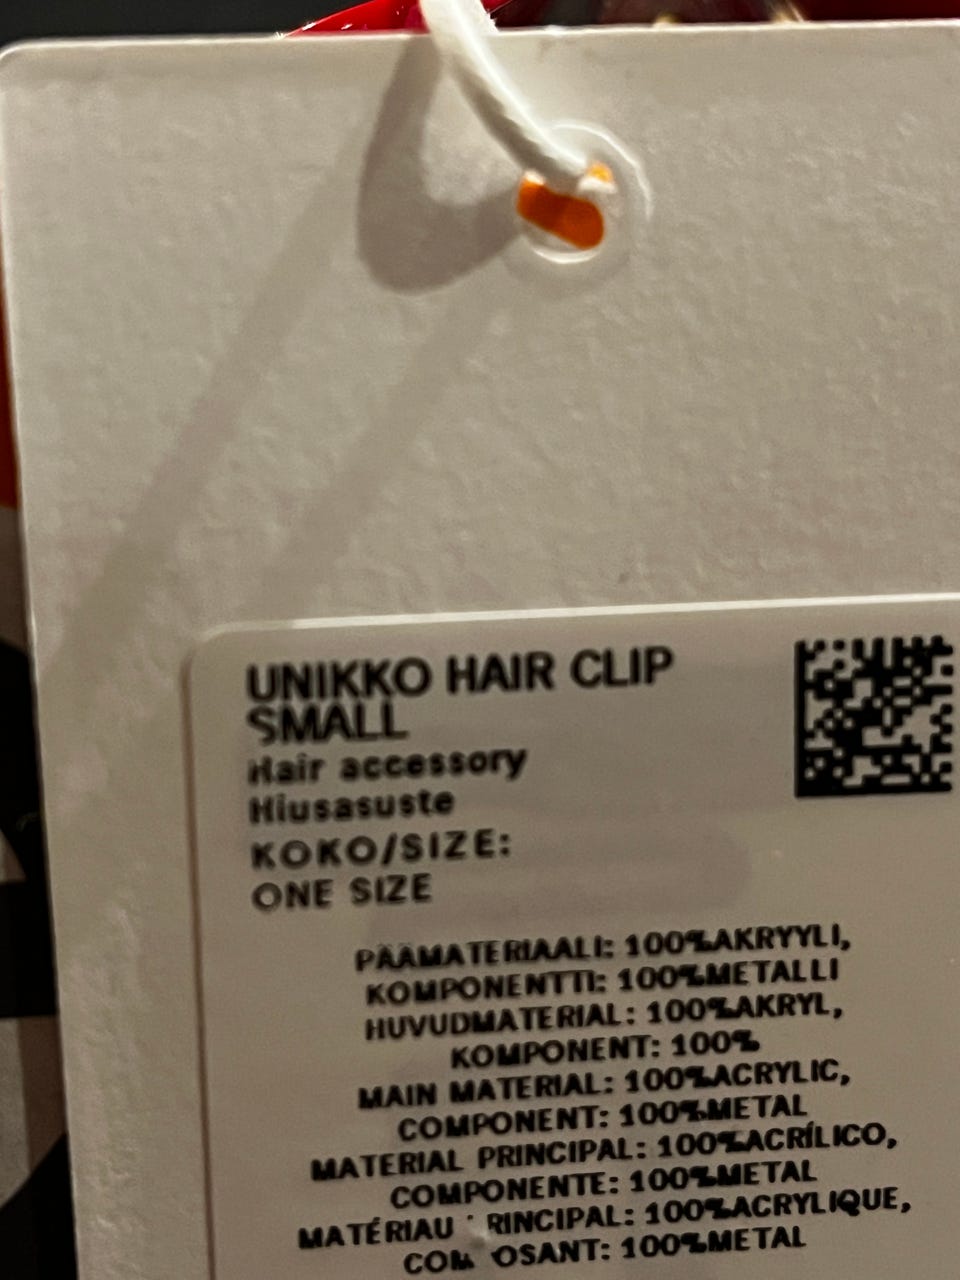 UNIKKO HAIR CLIP
SMALL
Hair accessory
Hiusasuste
KOKO/SIZE:
ONE SIZE
PÄÄMATERIAALI: 100%AKRYYLI,
KOMPONENTTI: 100%METALLI
HUVUDMATERIAL: 100%AKRYL,
KOMPONENT: 100%
MAIN MATERIAL: 100%ACRYLIC,
COMPONENT: 100%METAL
MATERIAL PRINCIPAL: 100%ACRÍLICO,
COMPONENTE: 100%METAL
MATÉRIAU PRINCIPAL: 100%ACRYLIQUE,
COMPOSANT: 100%METAL